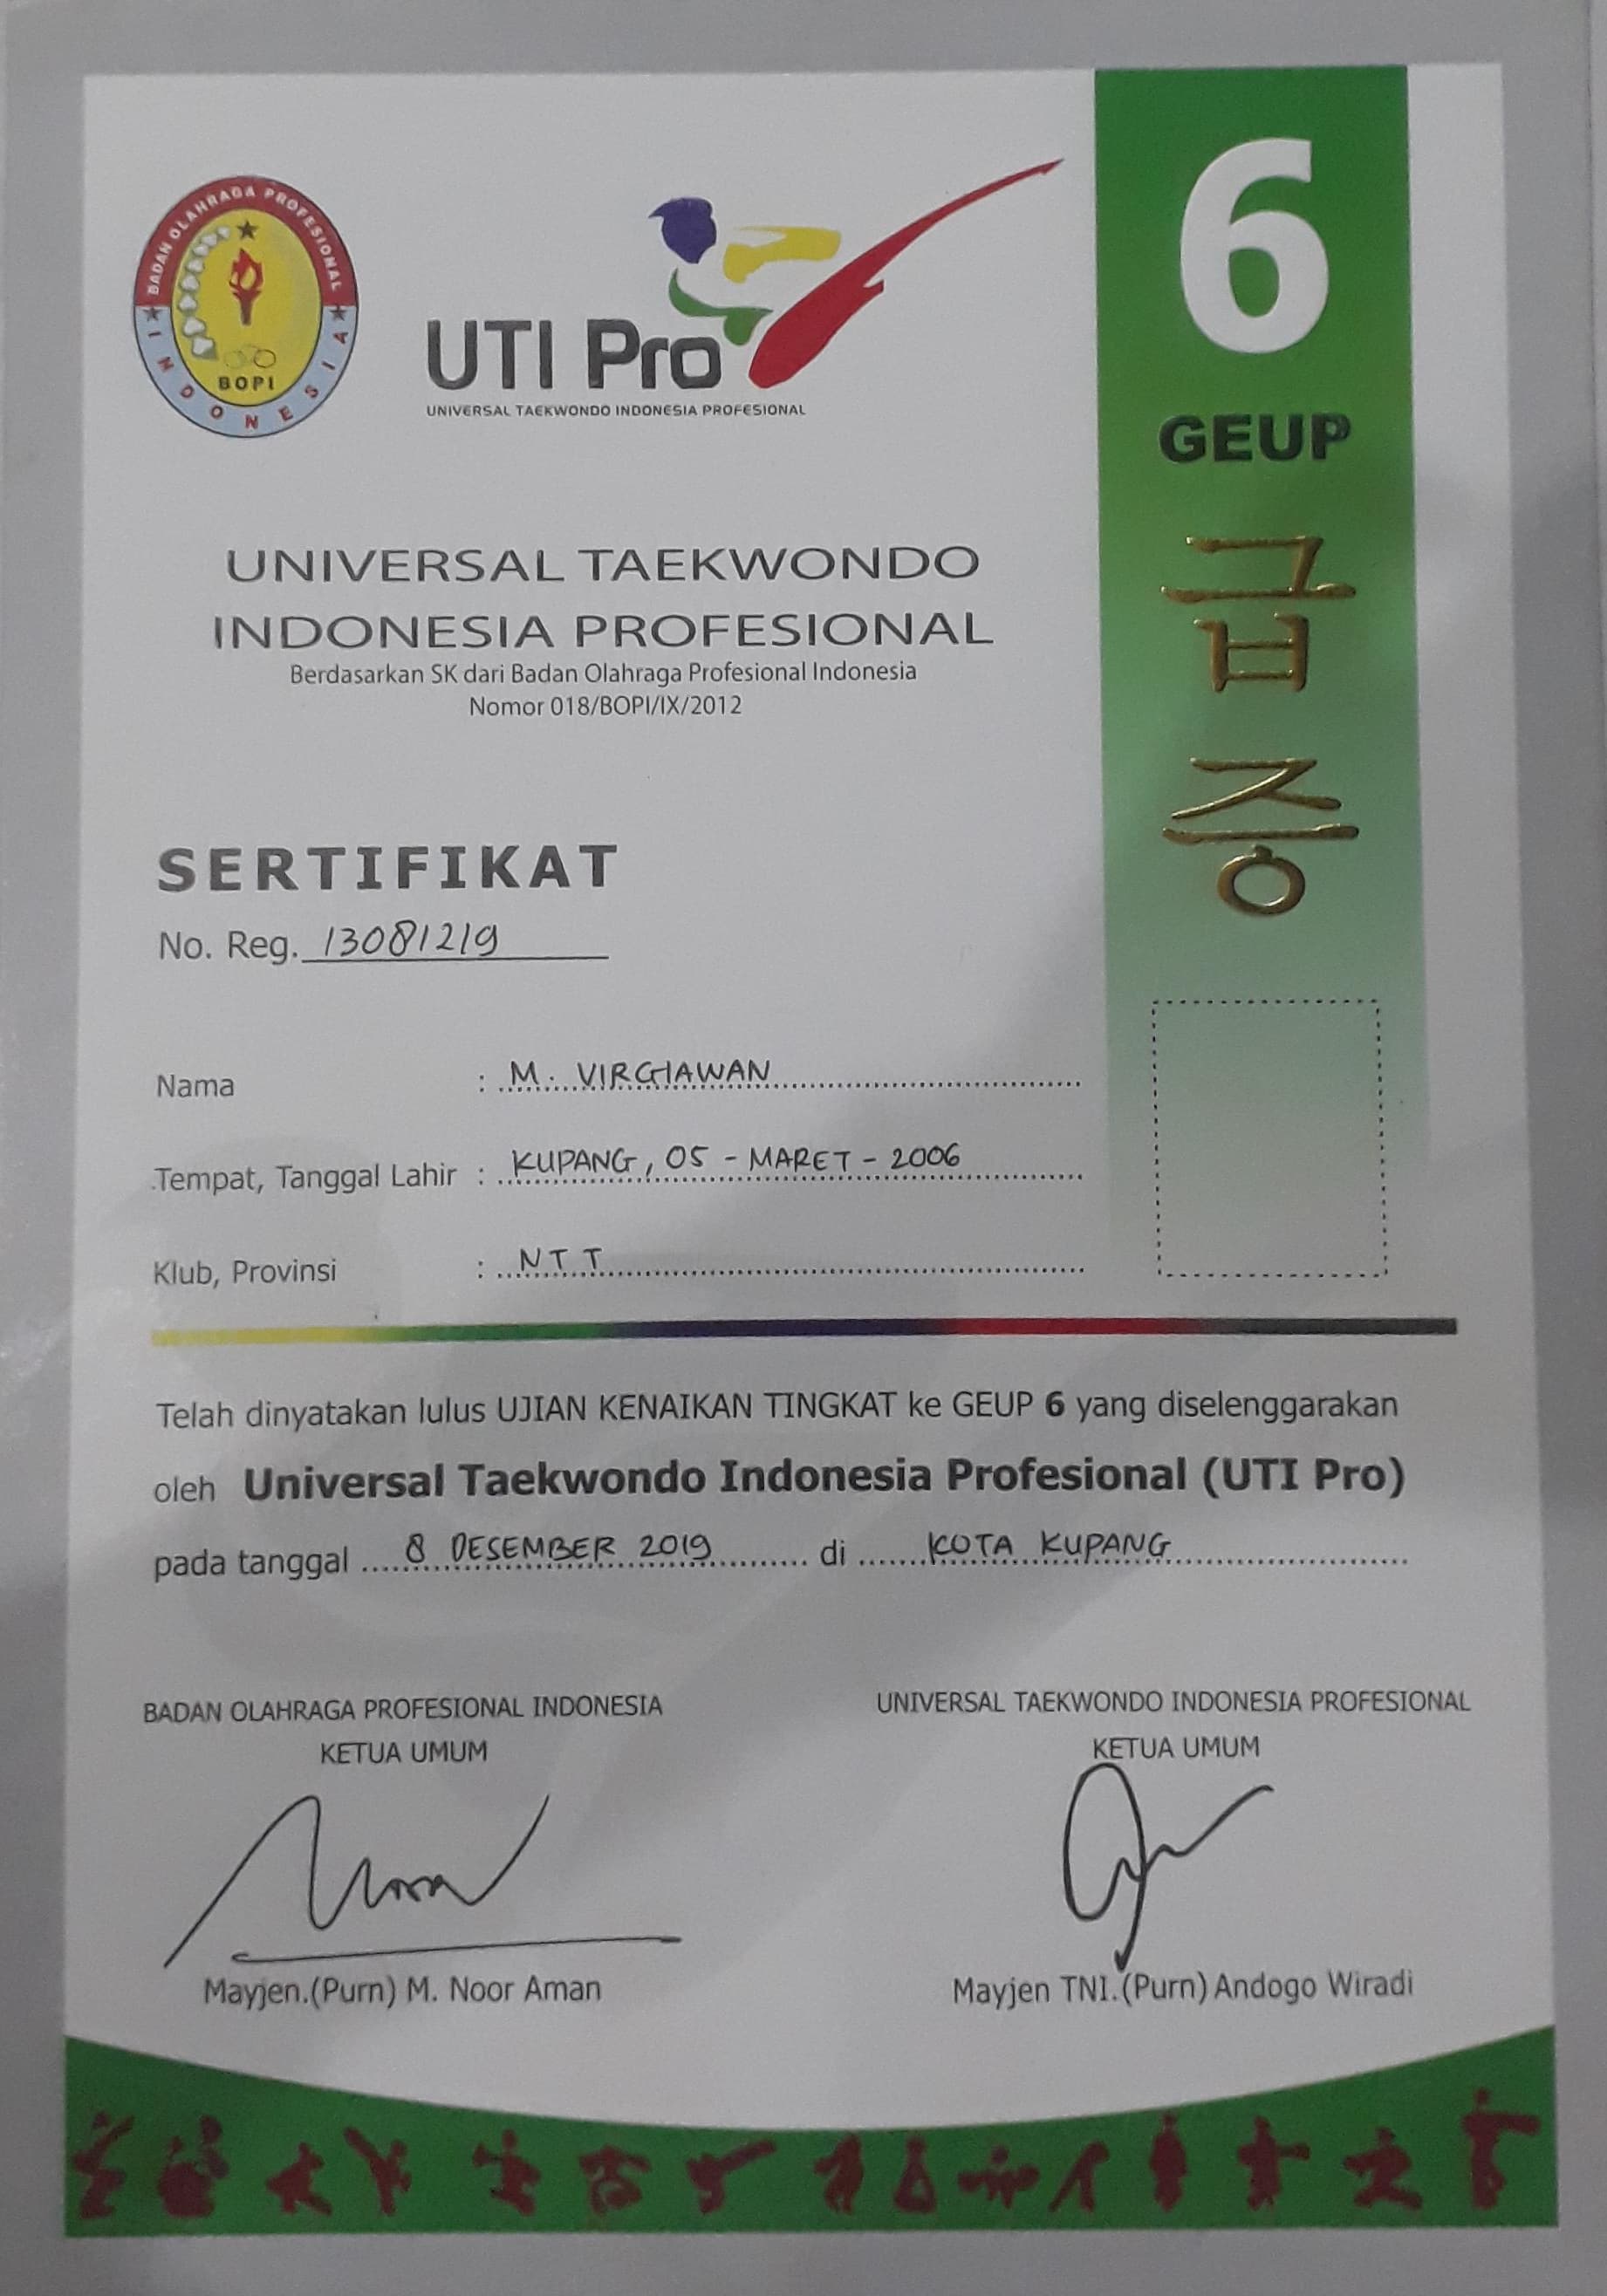 BADAN OLAHRAGA PROFESIONAL
INDONESIA
BOPI
UTI Pro
UNIVERSAL TAEKWONDO INDONESIA PROFESIONAL
6
GEUP
급
증
UNIVERSAL TAEKWONDO
INDONESIA PROFESIONAL
Berdasarkan SK dari Badan Olahraga Profesional Indonesia
Nomor 018/BOPI/IX/2012
SERTIFIKAT
No. Reg. 13081219
Nama : M. VIRGIAWAN
Tempat, Tanggal Lahir : KUPANG, 05 - MARET - 2006
Klub, Provinsi : NTT
Telah dinyatakan lulus UJIAN KENAIKAN TINGKAT ke GEUP 6 yang diselenggarakan
oleh Universal Taekwondo Indonesia Profesional (UTI Pro)
pada tanggal 8 DESEMBER 2019 di KOTA KUPANG
BADAN OLAHRAGA PROFESIONAL INDONESIA
KETUA UMUM
Mayjen.(Purn) M. Noor Aman
UNIVERSAL TAEKWONDO INDONESIA PROFESIONAL
KETUA UMUM
Mayjen TNI.(Purn) Andogo Wiradi